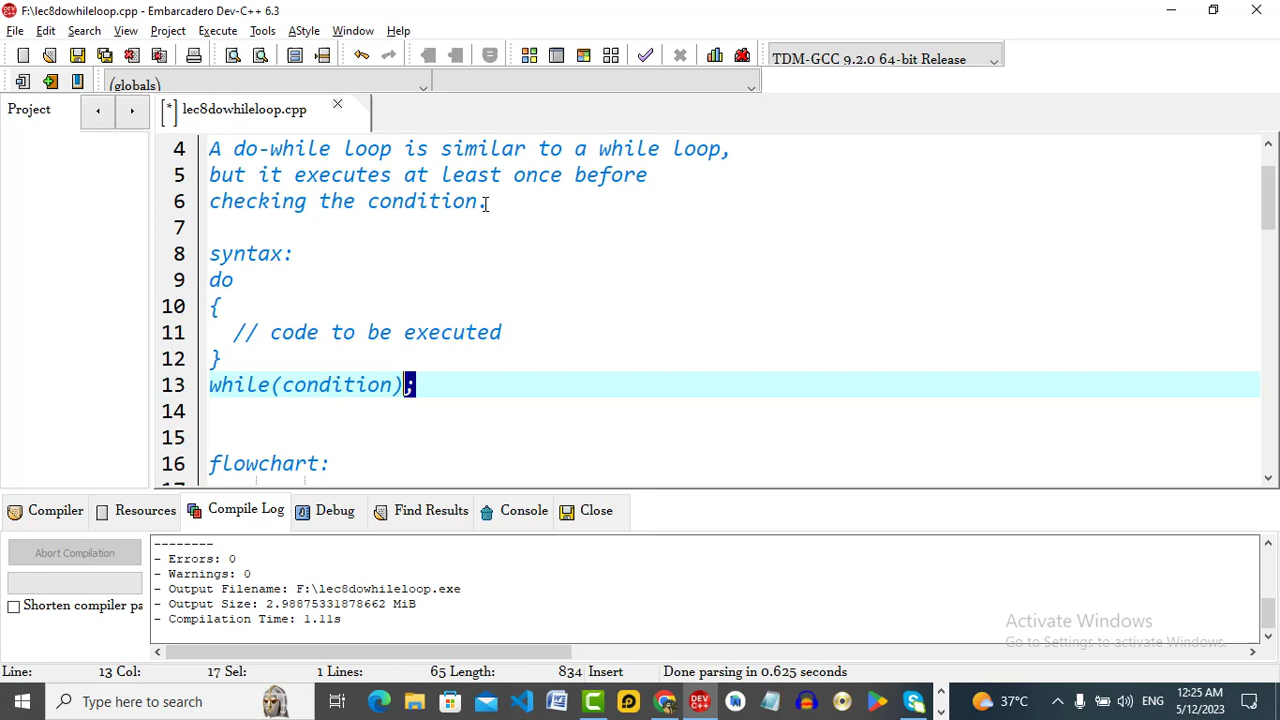 F:\lec8dowhileloop.cpp - Embarcadero Dev-C++ 6.3
File Edit Search View Project Execute Tools AStyle Window Help
TDM-GCC 9.2.0 64-bit Release
(globals)
Project
[*] lec8dowhileloop.cpp
4 A do-while loop is similar to a while loop,
5 but it executes at least once before
6 checking the condition.
7
8 syntax:
9 do
10 {
11 // code to be executed
12 }
13 while(condition);
14
15
16 flowchart:
Compiler Resources Compile Log Debug Find Results Console Close
Abort Compilation
Shorten compiler pa
--------
- Errors: 0
- Warnings: 0
- Output Filename: F:\lec8dowhileloop.exe
- Output Size: 2.98875331878662 MiB
- Compilation Time: 1.11s
Activate Windows
Go to Settings to activate Windows.
Line: 13 Col: 17 Sel: 1 Lines: 65 Length: 834 Insert Done parsing in 0.625 seconds
Type here to search
37°C
ENG
12:25 AM
5/12/2023